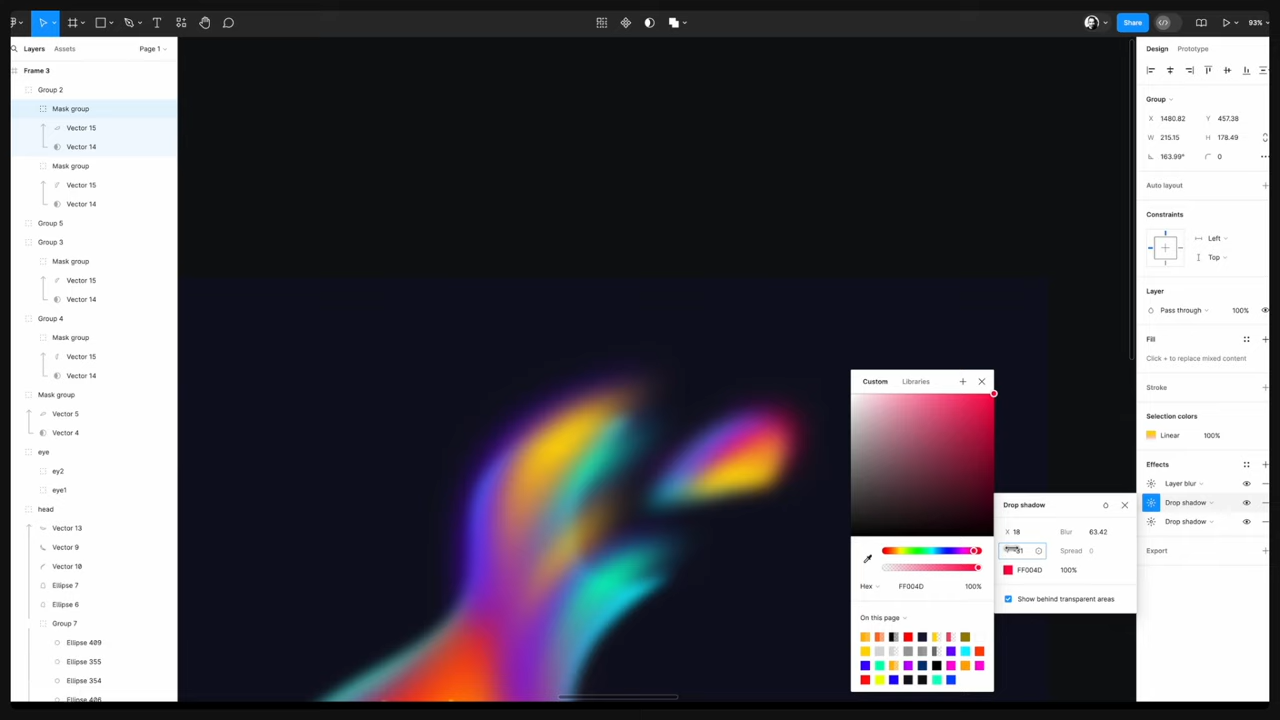 Share
93%
Layers Assets Page 1
Frame 3
Group 2
Mask group
Vector 15
Vector 14
Mask group
Vector 15
Vector 14
Group 5
Group 3
Mask group
Vector 15
Vector 14
Group 4
Mask group
Vector 15
Vector 14
Mask group
Vector 5
Vector 4
eye
ey2
eye1
head
Vector 13
Vector 9
Vector 10
Ellipse 7
Ellipse 6
Group 7
Ellipse 409
Ellipse 355
Ellipse 354
Ellipse 406
Custom Libraries
Hex FF004D 100%
On this page
Drop shadow
X 18 Blur 63.42
Spread 0
FF004D 100%
Show behind transparent areas
Design Prototype
Group
X 1480.82 Y 457.38
W 215.15 H 178.49
163.99° 0
Auto layout
Constraints
Left
Top
Layer
Pass through 100%
Fill
Click + to replace mixed content
Stroke
Selection colors
Linear 100%
Effects
Layer blur
Drop shadow
Drop shadow
Export